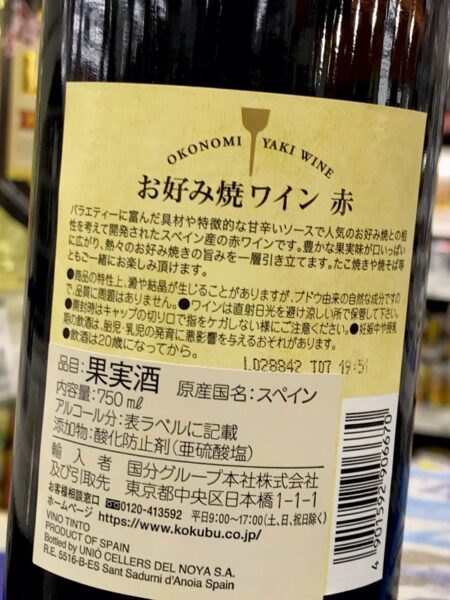 OKONOMI YAKI WINE
お好み焼ワイン 赤
バラエティーに富んだ具材や特徴的な甘辛いソースで人気のお好み焼との相
性を考えて開発されたスペイン産の赤ワインです。豊かな果実味が口いっぱい
に広がり、熱々のお好み焼きの旨みを一層引き立てます。たこ焼きや焼そば等
ともご一緒にお楽しみ頂けます。
●商品の特性上、澱や結晶が生じることがありますが、ブドウ由来の自然な成分ですの
で、品質に問題はありません。●ワインは直射日光を避け涼しい所で保管して下さい。
●開封時はキャップの切り口で指をケガしない様にご注意ください。●妊娠中や授乳
期の飲酒は、胎児・乳児の発育に悪影響を与えるおそれがあります。
●飲酒は20歳になってから。
L028842 T07 19:54
品目:果実酒 原産国名:スペイン
内容量:750ml
アルコール分:表ラベルに記載
添加物:酸化防止剤(亜硫酸塩)
輸入者及び引取先 国分グループ本社株式会社
東京都中央区日本橋1-1-1
お客様相談窓口 0120-413592 平日9:00〜17:00(土、日、祝日除く)
ホームページ https://www.kokubu.co.jp/
VINO TINTO
PRODUCT OF SPAIN
Bottled by UNIÓ CELLERS DEL NOYA S.A.
R.E. 5516-B-ES Sant Sadurni d'Anoia Spain
4 901592 906670